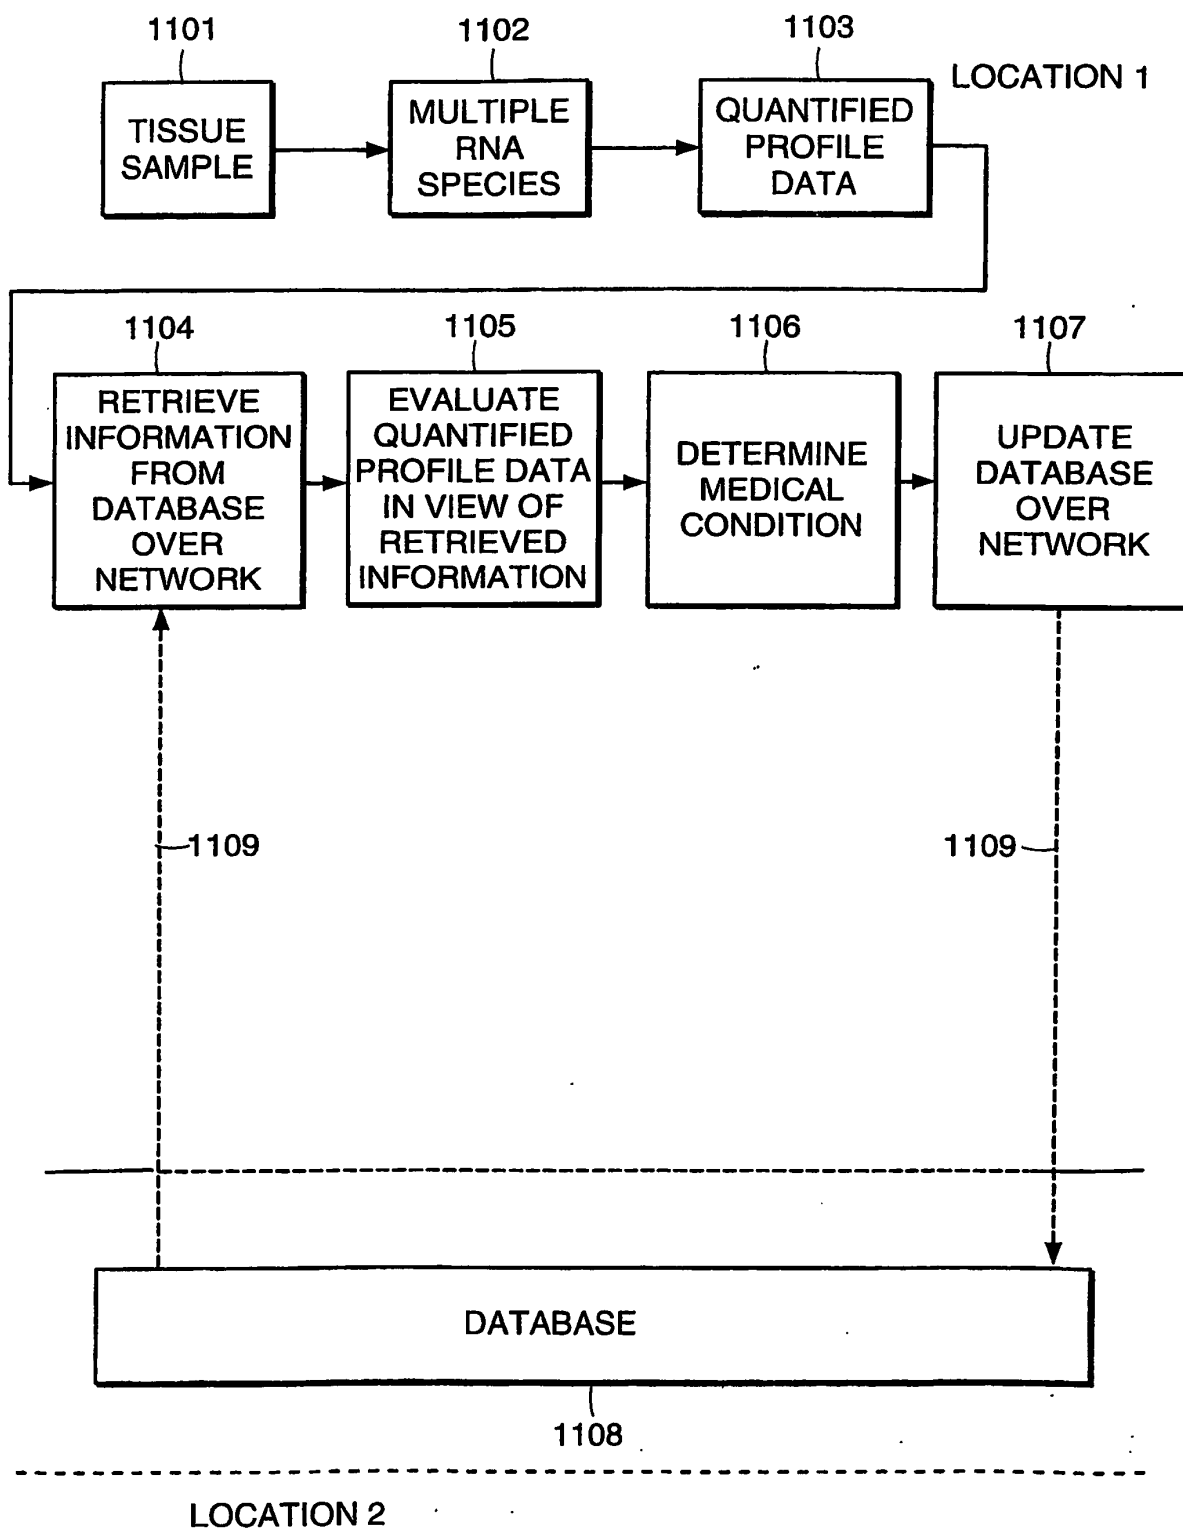 1101
1102
1103
LOCATION 1
TISSUE
SAMPLE
MULTIPLE
RNA
SPECIES
QUANTIFIED
PROFILE
DATA
1104
1105
1106
1107
RETRIEVE
INFORMATION
FROM
DATABASE
OVER
NETWORK
EVALUATE
QUANTIFIED
PROFILE DATA
IN VIEW OF
RETRIEVED
INFORMATION
DETERMINE
MEDICAL
CONDITION
UPDATE
DATABASE
OVER
NETWORK
1109
1109
DATABASE
1108
LOCATION 2